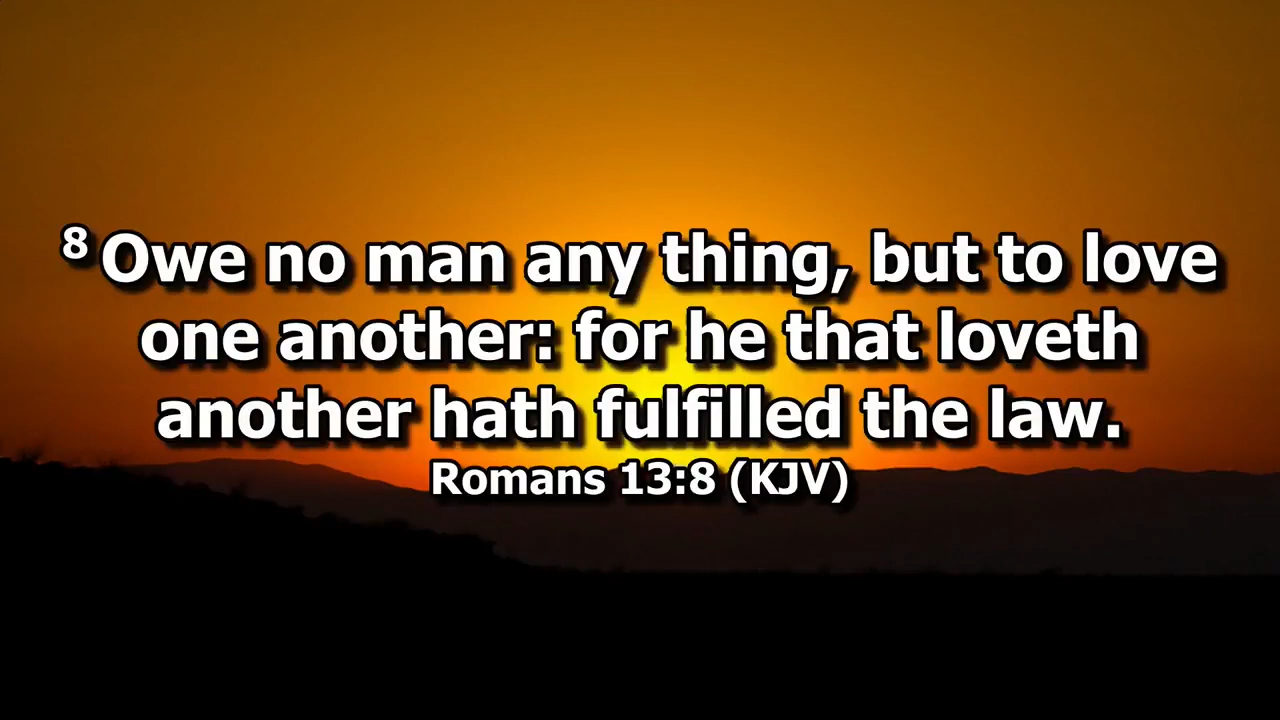 8 Owe no man any thing, but to love
one another: for he that loveth
another hath fulfilled the law.
Romans 13:8 (KJV)